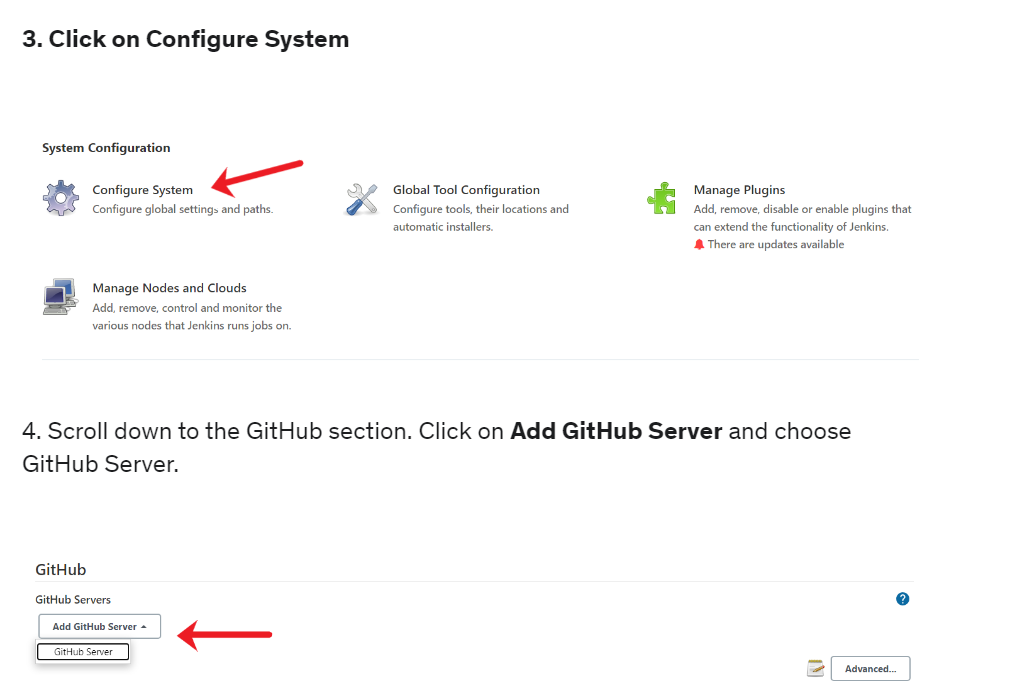 3. Click on Configure System
System Configuration
Configure System
Configure global settings and paths.
Global Tool Configuration
Configure tools, their locations and
automatic installers.
Manage Plugins
Add, remove, disable or enable plugins that
can extend the functionality of Jenkins.
There are updates available
Manage Nodes and Clouds
Add, remove, control and monitor the
various nodes that Jenkins runs jobs on.
4. Scroll down to the GitHub section. Click on Add GitHub Server and choose
GitHub Server.
GitHub
GitHub Servers
?
Add GitHub Server
GitHub Server
Advanced...